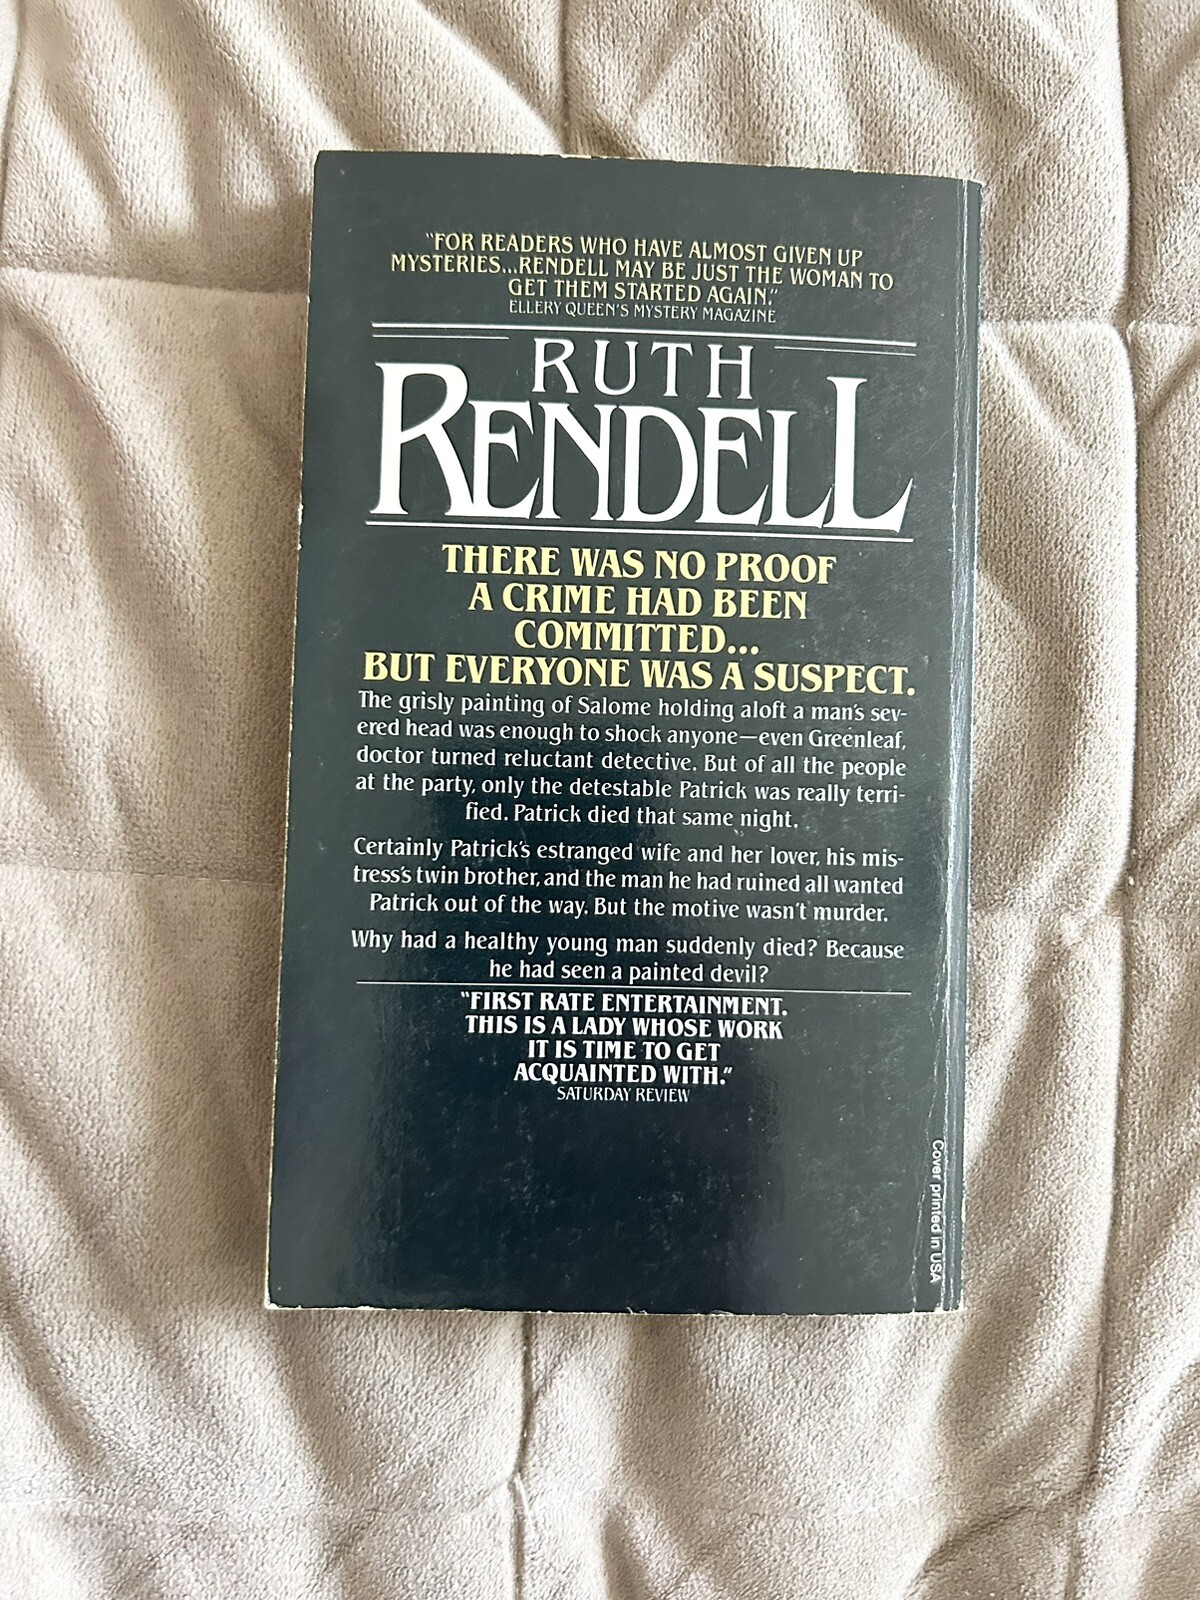 "FOR READERS WHO HAVE ALMOST GIVEN UP
MYSTERIES...RENDELL MAY BE JUST THE WOMAN TO
GET THEM STARTED AGAIN."
ELLERY QUEEN'S MYSTERY MAGAZINE
RUTH
RENDELL
THERE WAS NO PROOF
A CRIME HAD BEEN
COMMITTED...
BUT EVERYONE WAS A SUSPECT.
The grisly painting of Salome holding aloft a man's sev-
ered head was enough to shock anyone—even Greenleaf,
doctor turned reluctant detective. But of all the people
at the party, only the detestable Patrick was really terri-
fied. Patrick died that same night.
Certainly Patrick's estranged wife and her lover, his mis-
tress's twin brother, and the man he had ruined all wanted
Patrick out of the way. But the motive wasn't murder.
Why had a healthy young man suddenly died? Because
he had seen a painted devil?
"FIRST RATE ENTERTAINMENT.
THIS IS A LADY WHOSE WORK
IT IS TIME TO GET
ACQUAINTED WITH."
SATURDAY REVIEW
Cover printed in USA